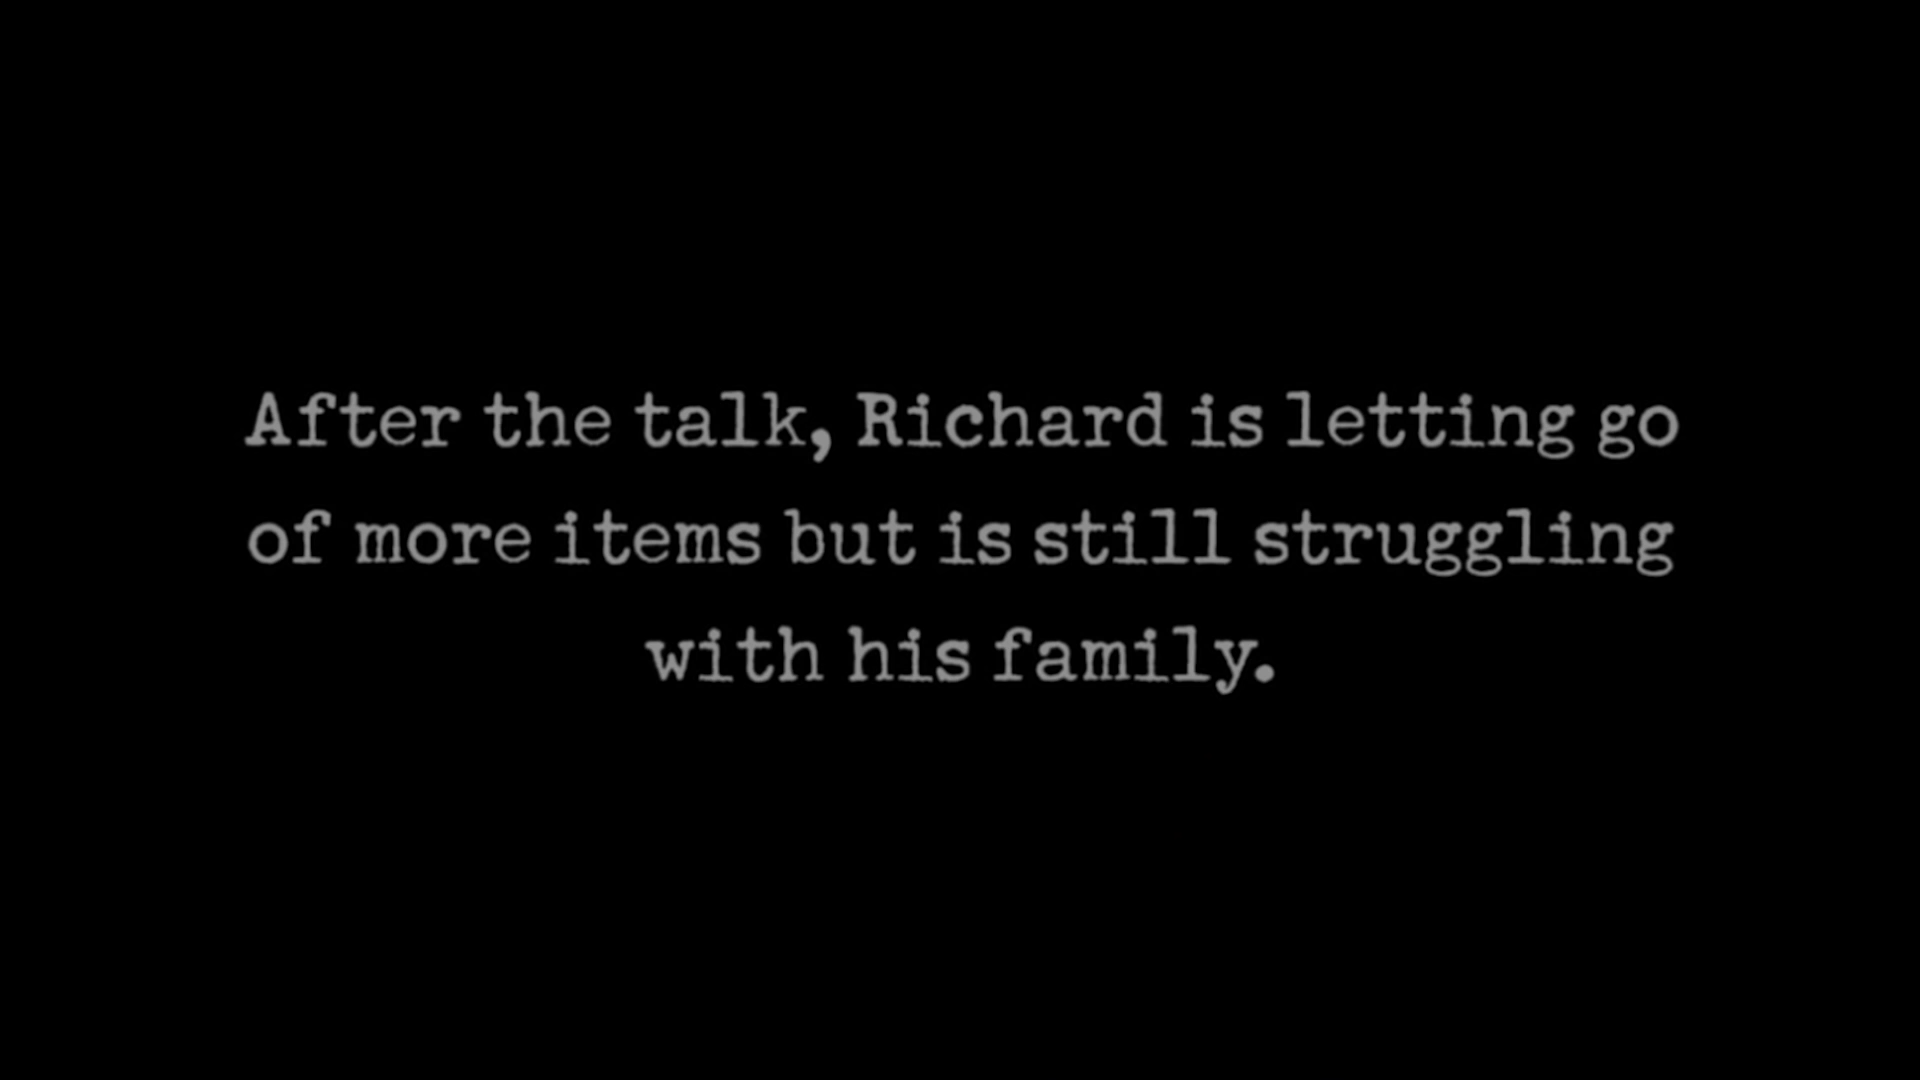 After the talk, Richard is letting go
of more items but is still struggling
with his family.